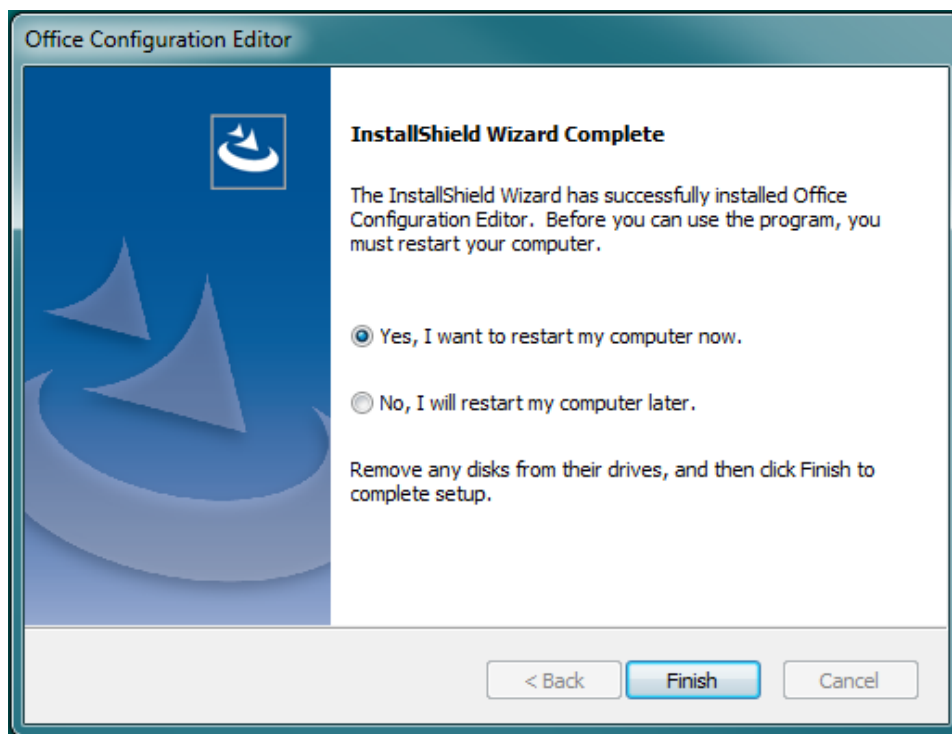 Office Configuration Editor
InstallShield Wizard Complete
The InstallShield Wizard has successfully installed Office
Configuration Editor.  Before you can use the program, you
must restart your computer.
Yes, I want to restart my computer now.
No, I will restart my computer later.
Remove any disks from their drives, and then click Finish to
complete setup.
< Back
Finish
Cancel